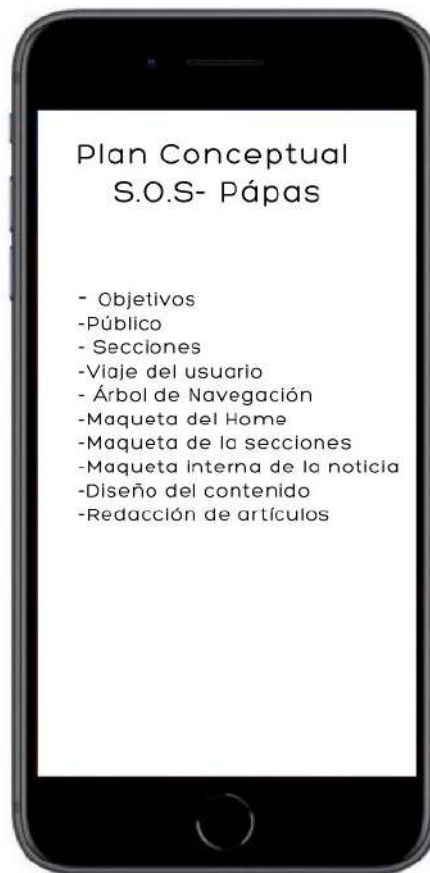 Plan Conceptual
S.O.S- Pápas
- Objetivos
-Público
- Secciones
-Viaje del usuario
- Árbol de Navegación
-Maqueta del Home
-Maqueta de la secciones
-Maqueta interna de la noticia
-Diseño del contenido
-Redacción de artículos